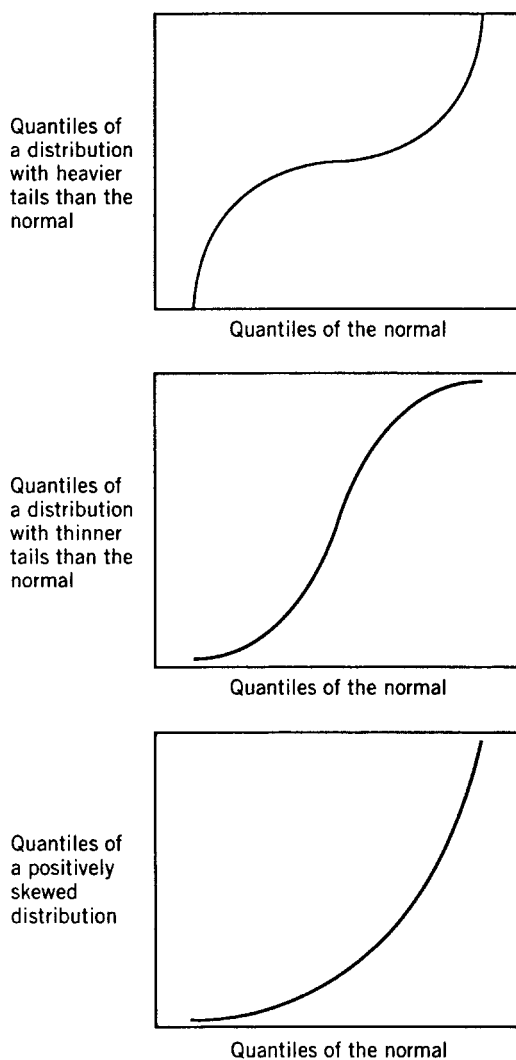 Quantiles of
a distribution
with heavier
tails than the
normal
Quantiles of the normal
Quantiles of
a distribution
with thinner
tails than the
normal
Quantiles of the normal
Quantiles of
a positively
skewed
distribution
Quantiles of the normal